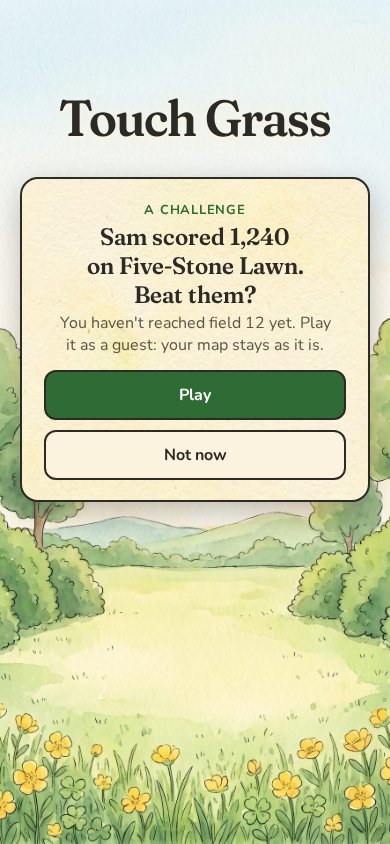 Touch Grass
A CHALLENGE
Sam scored 1,240
on Five-Stone Lawn.
Beat them?
You haven't reached field 12 yet. Play
it as a guest: your map stays as it is.
Play
Not now